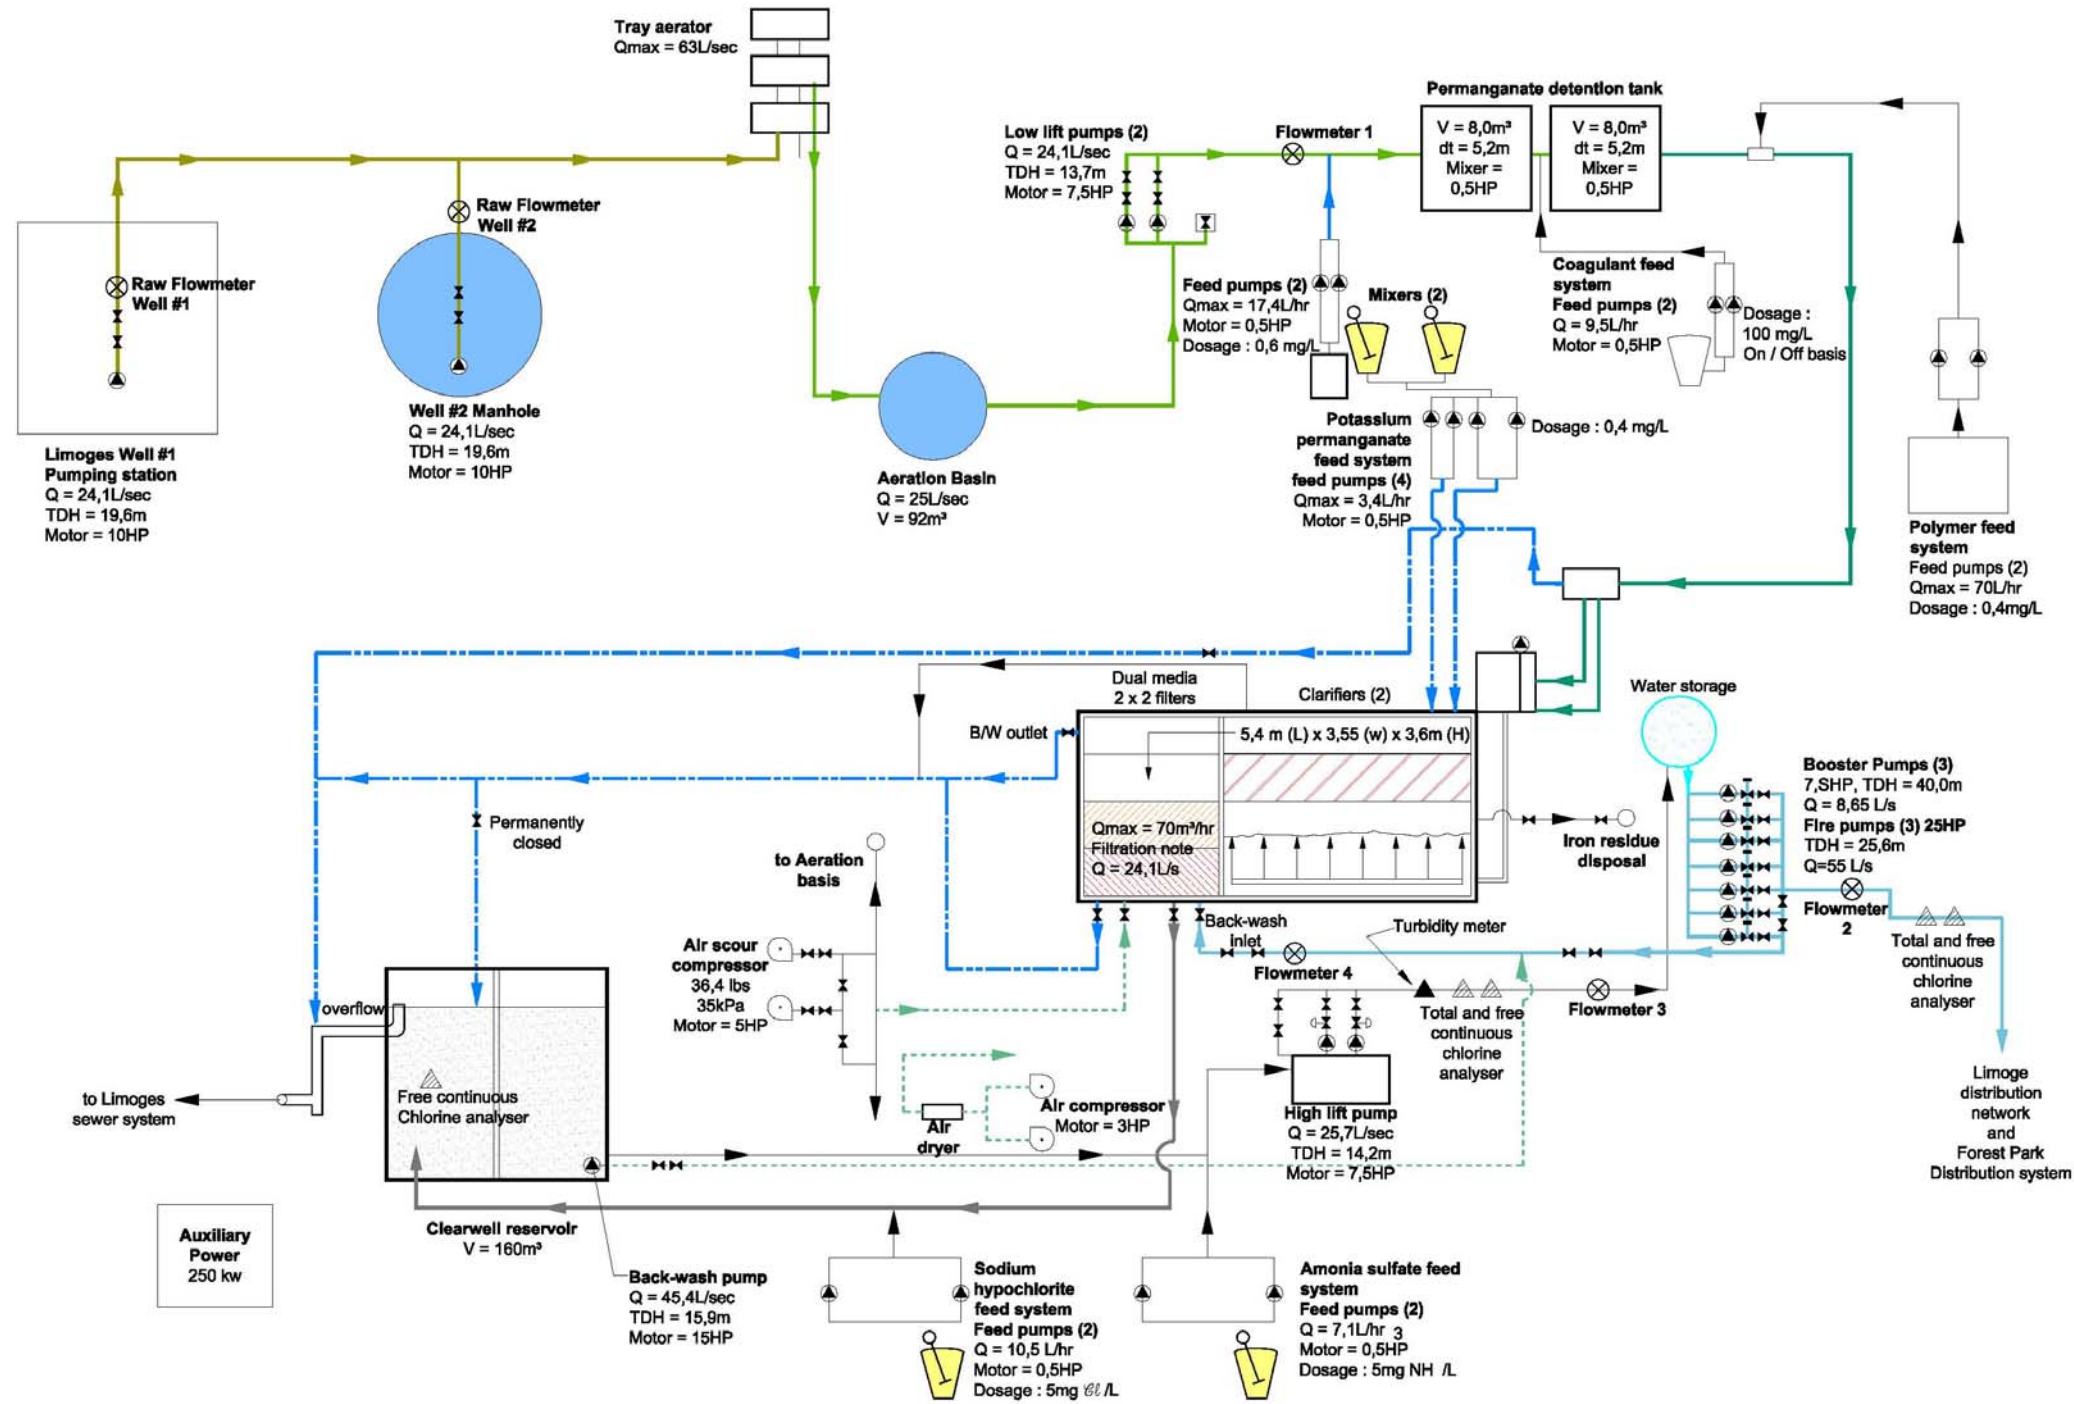 Tray aerator
Qmax = 63L/sec
Raw Flowmeter
Well #1
Limoges Well #1
Pumping station
Q = 24,1L/sec
TDH = 19,6m
Motor = 10HP
Raw Flowmeter
Well #2
Well #2 Manhole
Q = 24,1L/sec
TDH = 19,6m
Motor = 10HP
Aeration Basin
Q = 25L/sec
V = 92m³
Low lift pumps (2)
Q = 24,1L/sec
TDH = 13,7m
Motor = 7,5HP
Flowmeter 1
Permanganate detention tank
V = 8,0m³
dt = 5,2m
Mixer =
0,5HP
V = 8,0m³
dt = 5,2m
Mixer =
0,5HP
Feed pumps (2)
Qmax = 17,4L/hr
Motor = 0,5HP
Dosage : 0,6 mg/L
Mixers (2)
Coagulant feed
system
Feed pumps (2)
Q = 9,5L/hr
Motor = 0,5HP
Dosage :
100 mg/L
On / Off basis
Potassium
permanganate
feed system
feed pumps (4)
Qmax = 3,4L/hr
Motor = 0,5HP
Dosage : 0,4 mg/L
Polymer feed
system
Feed pumps (2)
Qmax = 70L/hr
Dosage : 0,4mg/L
Dual media
2 x 2 filters
Clarifiers (2)
B/W outlet
5,4 m (L) x 3,55 (w) x 3,6m (H)
Qmax = 70m³/hr
Filtration note
Q = 24,1L/s
Water storage
Booster Pumps (3)
7,SHP, TDH = 40,0m
Q = 8,65 L/s
Fire pumps (3) 25HP
TDH = 25,6m
Q=55 L/s
Iron residue
disposal
Flowmeter
2
Total and free
continuous
chlorine
analyser
Limoge
distribution
network
and
Forest Park
Distribution system
Permanently
closed
to Aeration
basis
Air scour
compressor
36,4 lbs
35kPa
Motor = 5HP
Back-wash
inlet
Flowmeter 4
Turbidity meter
Total and free
continuous
chlorine
analyser
Flowmeter 3
overflow
Free continuous
Chlorine analyser
to Limoges
sewer system
Air
dryer
Air compressor
Motor = 3HP
High lift pump
Q = 25,7L/sec
TDH = 14,2m
Motor = 7,5HP
Clearwell reservoir
V = 160m³
Auxiliary
Power
250 kw
Back-wash pump
Q = 45,4L/sec
TDH = 15,9m
Motor = 15HP
Sodium
hypochlorite
feed system
Feed pumps (2)
Q = 10,5 L/hr
Motor = 0,5HP
Dosage : 5mg Cl /L
Amonia sulfate feed
system
Feed pumps (2)
Q = 7,1L/hr 3
Motor = 0,5HP
Dosage : 5mg NH /L